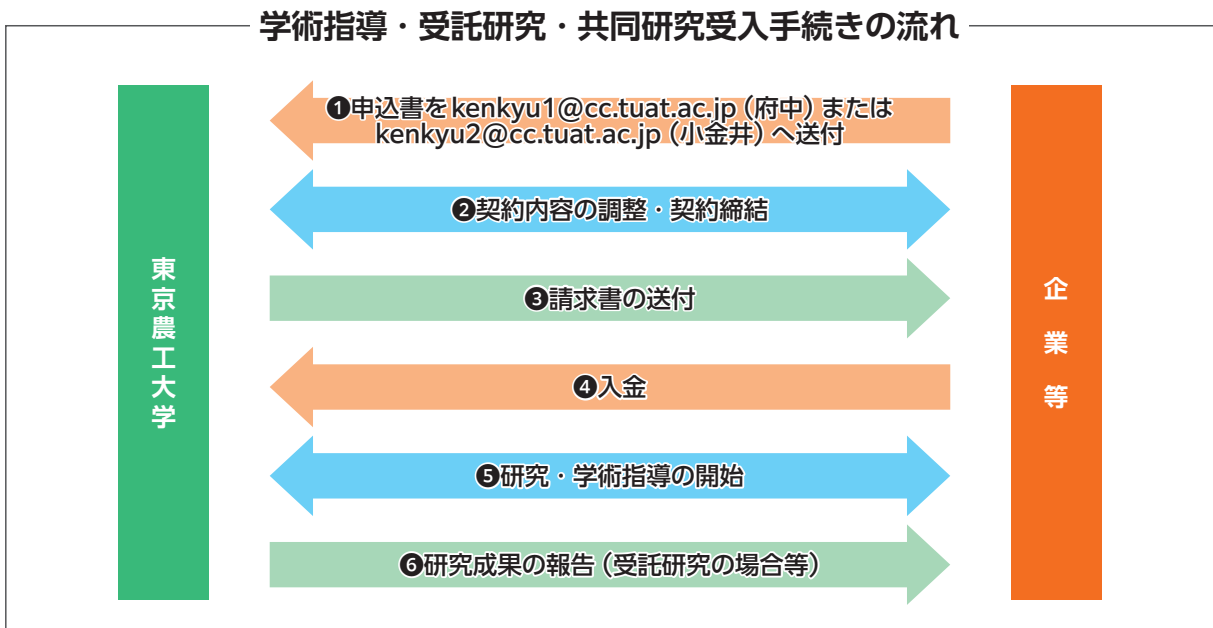 学術指導・受託研究・共同研究受入手続きの流れ
東京農工大学
❶申込書をkenkyu1@cc.tuat.ac.jp（府中）または
kenkyu2@cc.tuat.ac.jp（小金井）へ送付
❷契約内容の調整・契約締結
❸請求書の送付
❹入金
❺研究・学術指導の開始
❻研究成果の報告（受託研究の場合等）
企業等